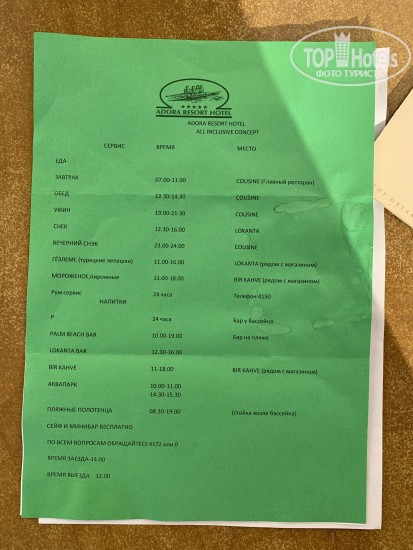 TOPHotels
ФОТО ТУРИСТА
ADORA RESORT HOTEL
ADORA RESORT HOTEL
ALL INCLUSIVE CONCEPT
СЕРВИС ВРЕМЯ МЕСТО
ЕДА
ЗАВТРАК 07.00-11.00 COUSINE (Главный ресторан)
ОБЕД 12.30-14.30 COUSINE
УЖИН 19.00-21.30 COUSINE
СНЕК 12.30-16.00 LOKANTA
ВЕЧЕРНИЙ СНЭК 23.00-24.00 COUSINE
ГЁЗЛЕМЕ (турецкие лепешки) 11.00-16.00 LOKANTA (рядом с магазином)
МОРОЖЕНОЕ,пирожные 11.00-18.00 BIR KAHVE (рядом с магазином)
Рум сервис 24 часа Телефон 4150
НАПИТКИ
P 24 часа Бар у бассейна
PALM BEACH BAR 10.00-19.00 Бар на пляже
LOKANTA BAR 12.30-16.00
BIR KAHVE 11-18.00 BIR KAHVE (рядом с магазином)
АКВАПАРК 10.00-11.00
14.30-15.30
ПЛЯЖНЫЕ ПОЛОТЕНЦА 08.30-19.00 (стойка возле бассейна)
СЕЙФ И МИНИБАР БЕСПЛАТНО
ПО ВСЕМ ВОПРОСАМ ОБРАЩАЙТЕСЬ 4172 или 0
ВРЕМЯ ЗАЕЗДА-14.00
ВРЕМЯ ВЫЕЗДА 12.00